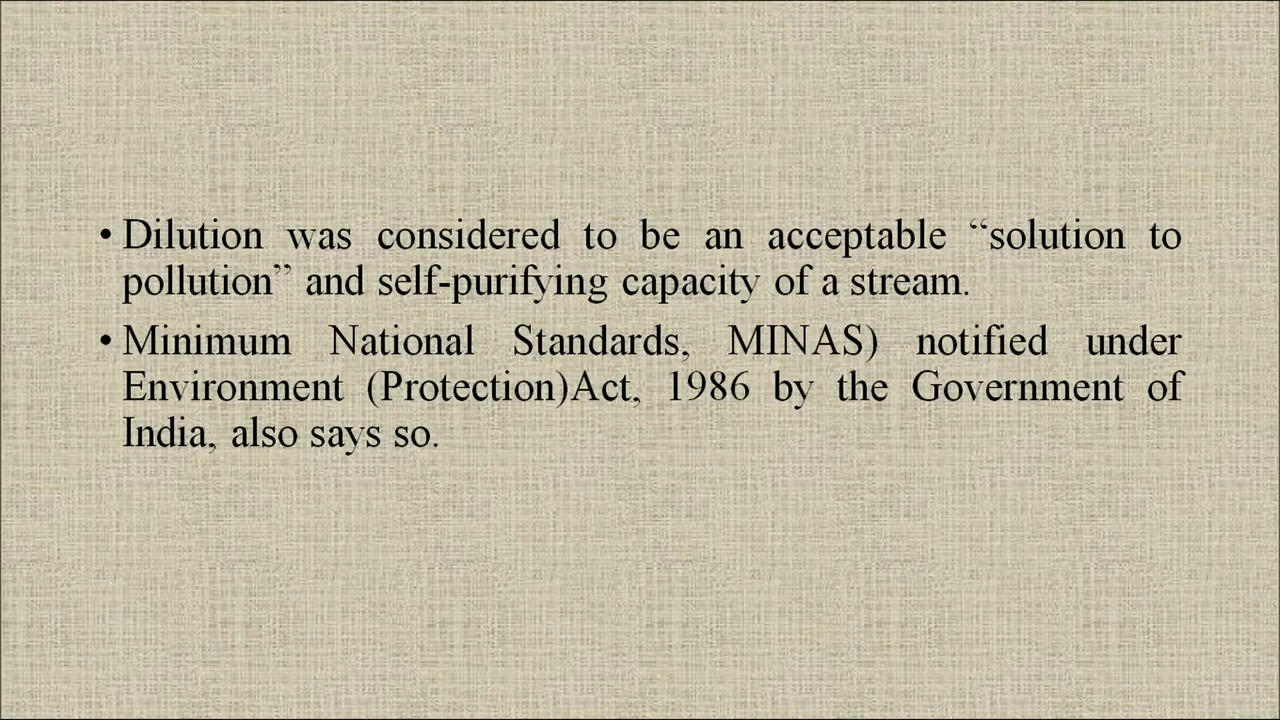 • Dilution was considered to be an acceptable “solution to
pollution” and self-purifying capacity of a stream.
• Minimum National Standards, MINAS) notified under
Environment (Protection)Act, 1986 by the Government of
India, also says so.